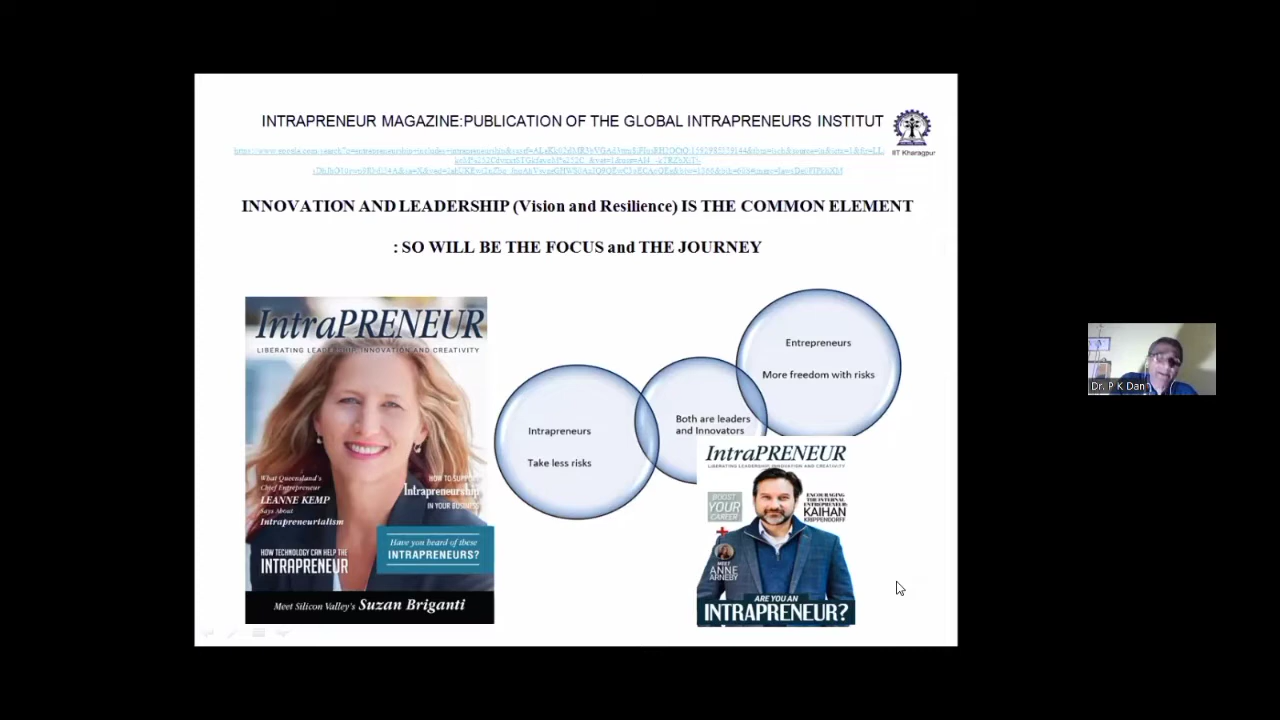 INTRAPRENEUR MAGAZINE:PUBLICATION OF THE GLOBAL INTRAPRENEURS INSTITUT
IIT Kharagpur
INNOVATION AND LEADERSHIP (Vision and Resilience) IS THE COMMON ELEMENT
: SO WILL BE THE FOCUS and THE JOURNEY
IntraPRENEUR
LIBERATING LEADERSHIP, INNOVATION AND CREATIVITY
What Queensland's
Chief Entrepreneur
LEANNE KEMP
Says About
Intrapreneurialism
HOW TO SUPPORT
Intrapreneurship
IN YOUR BUSINESS
HOW TECHNOLOGY CAN HELP THE
INTRAPRENEUR
Have you heard of these
INTRAPRENEURS?
Meet Silicon Valley's Suzan Briganti
Intrapreneurs
Take less risks
Both are leaders
and Innovators
Entrepreneurs
More freedom with risks
IntraPRENEUR
LIBERATING LEADERSHIP, INNOVATION AND CREATIVITY
BOOST
YOUR
CAREER
ENCOURAGING
THE INTERNAL
ENTREPRENEUR
KAIHAN
KRIPPENDORFF
MEET
ANNE
ARNEBY
ARE YOU AN
INTRAPRENEUR?
Dr. P K Dan